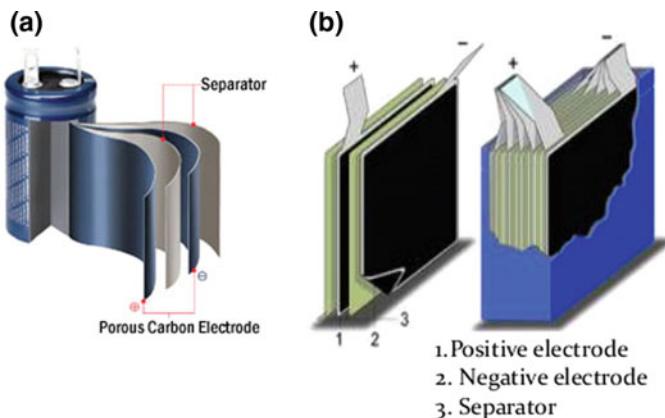 (a)
Separator
⊕
⊖
Porous Carbon Electrode
(b)
+
-
+
-
1
2
3
1.Positive electrode
2. Negative electrode
3. Separator